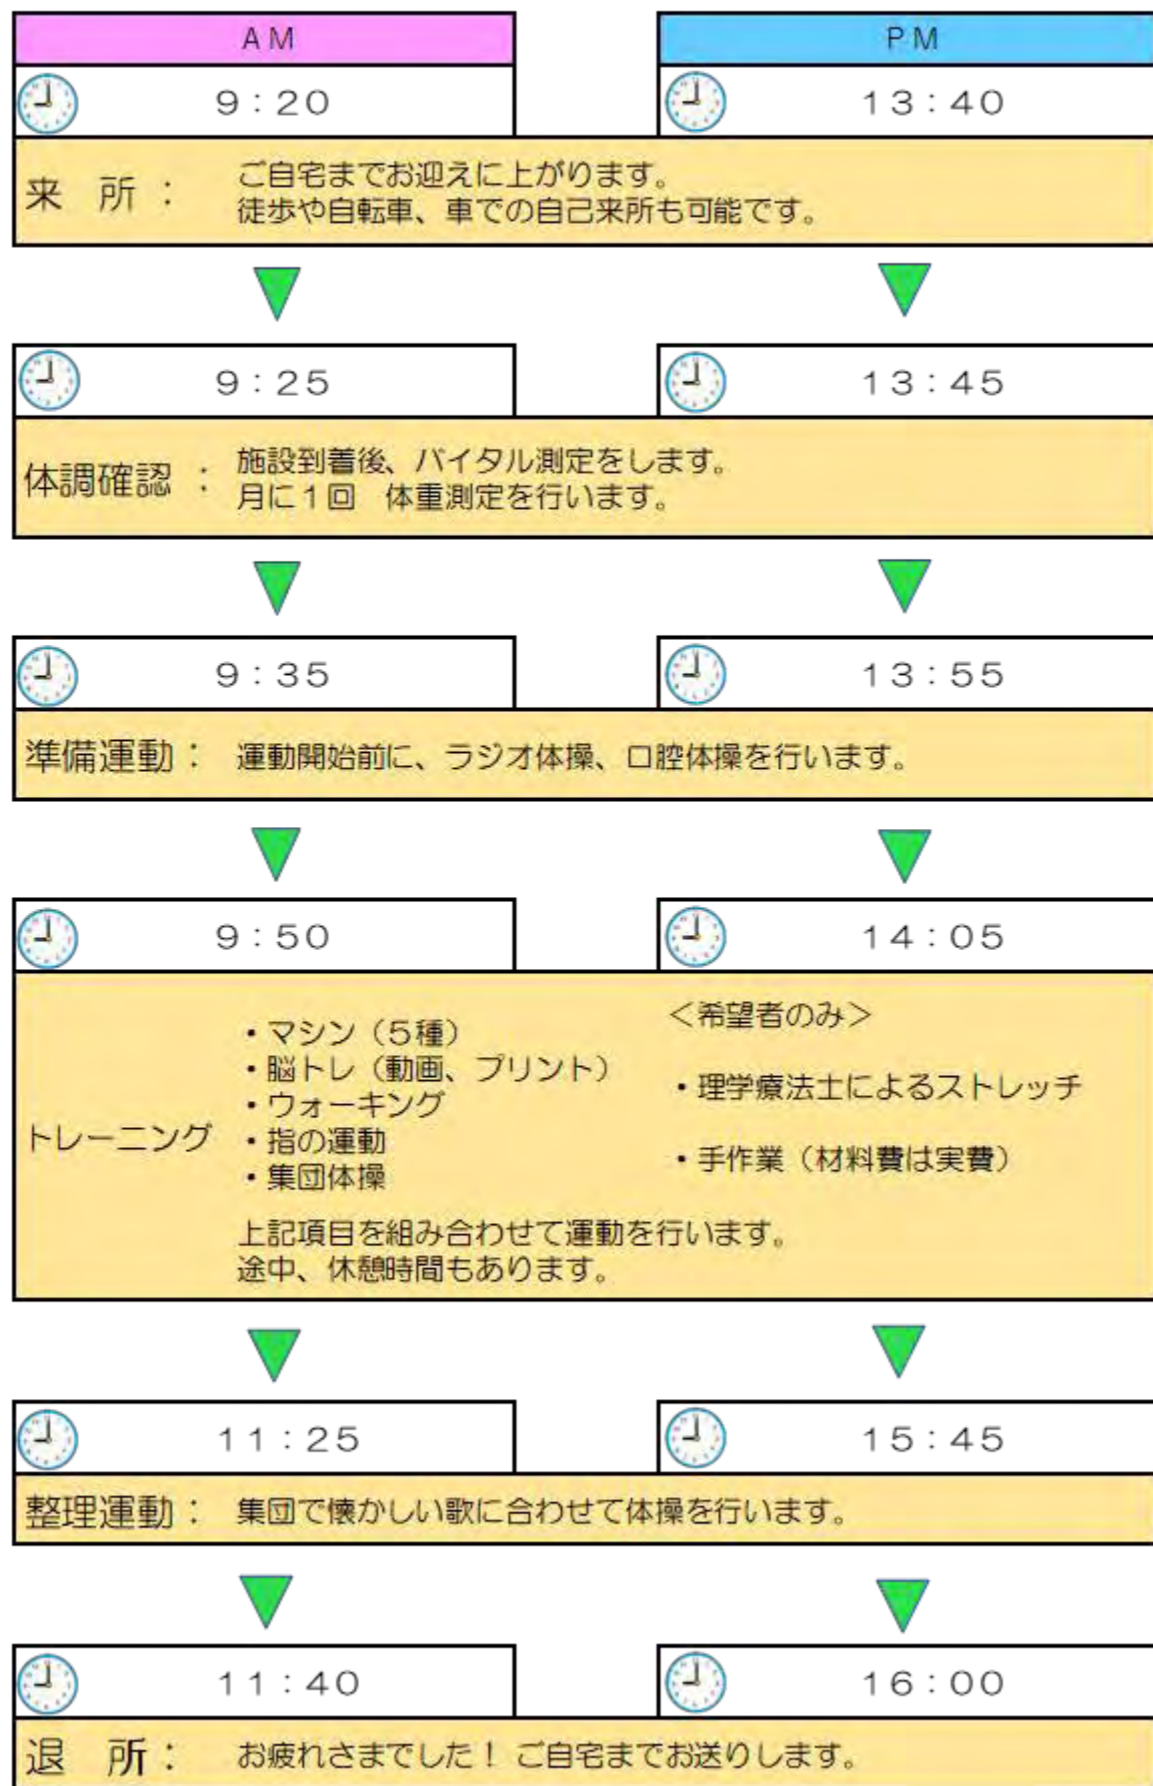 AM
PM
9：20
13：40
来　所：
ご自宅までお迎えに上がります。
徒歩や自転車、車での自己来所も可能です。
9：25
13：45
体調確認：
施設到着後、バイタル測定をします。
月に１回　体重測定を行います。
9：35
13：55
準備運動：
運動開始前に、ラジオ体操、口腔体操を行います。
9：50
14：05
トレーニング
・マシン（5種）
・脳トレ（動画、プリント）
・ウォーキング
・指の運動
・集団体操
＜希望者のみ＞
・理学療法士によるストレッチ
・手作業（材料費は実費）
上記項目を組み合わせて運動を行います。
途中、休憩時間もあります。
11：25
15：45
整理運動：
集団で懐かしい歌に合わせて体操を行います。
11：40
16：00
退　所：
お疲れさまでした！ ご自宅までお送りします。